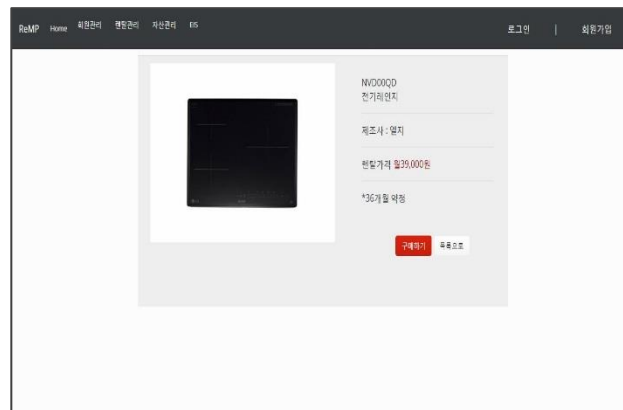 ReMP Home 회원관리 렌탈관리 자산관리 EIS 로그인 | 회원가입
NVD00QD
전기레인지
제조사 : 엘지
렌탈가격 월39,000원
*36개월 약정
구매하기 목록으로